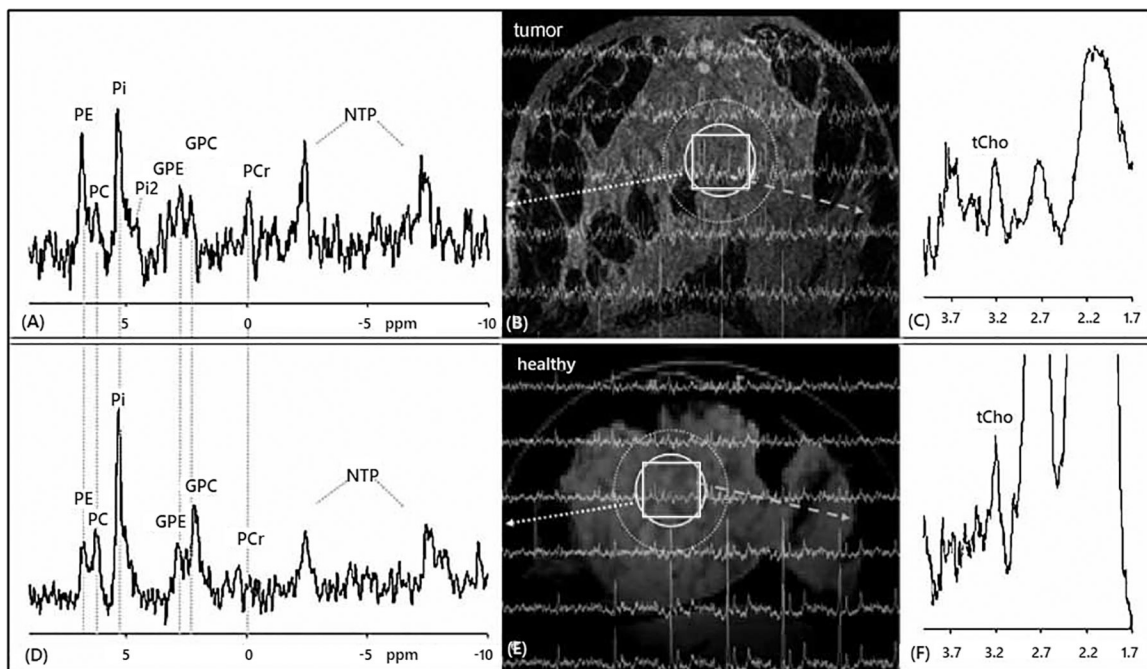 tumor
Pi
PE
NTP
GPC
tCho
GPE
PCr
PC
Pi2
(A) 5 0 -5 ppm -10
(B)
(C) 3.7 3.2 2.7 2..2 1.7
healthy
Pi
tCho
NTP
PE
GPC
PC
GPE
PCr
(D) 5 0 -5 ppm -10
(E)
(F) 3.7 3.2 2.7 2.2 1.7